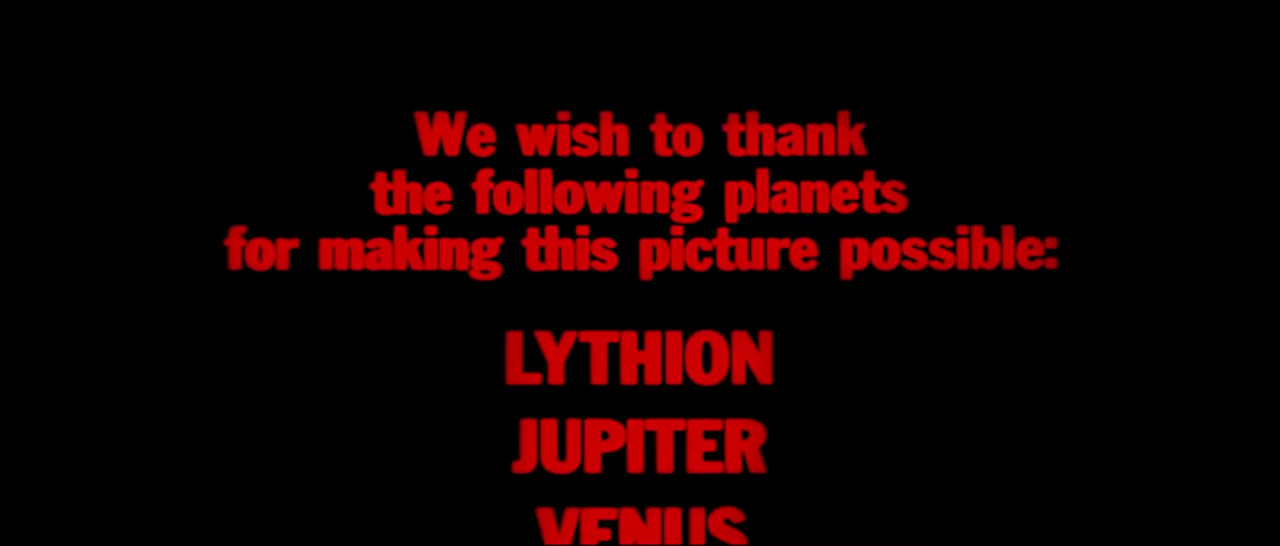 We wish to thank
the following planets
for making this picture possible:
LYTHION
JUPITER
VENUS